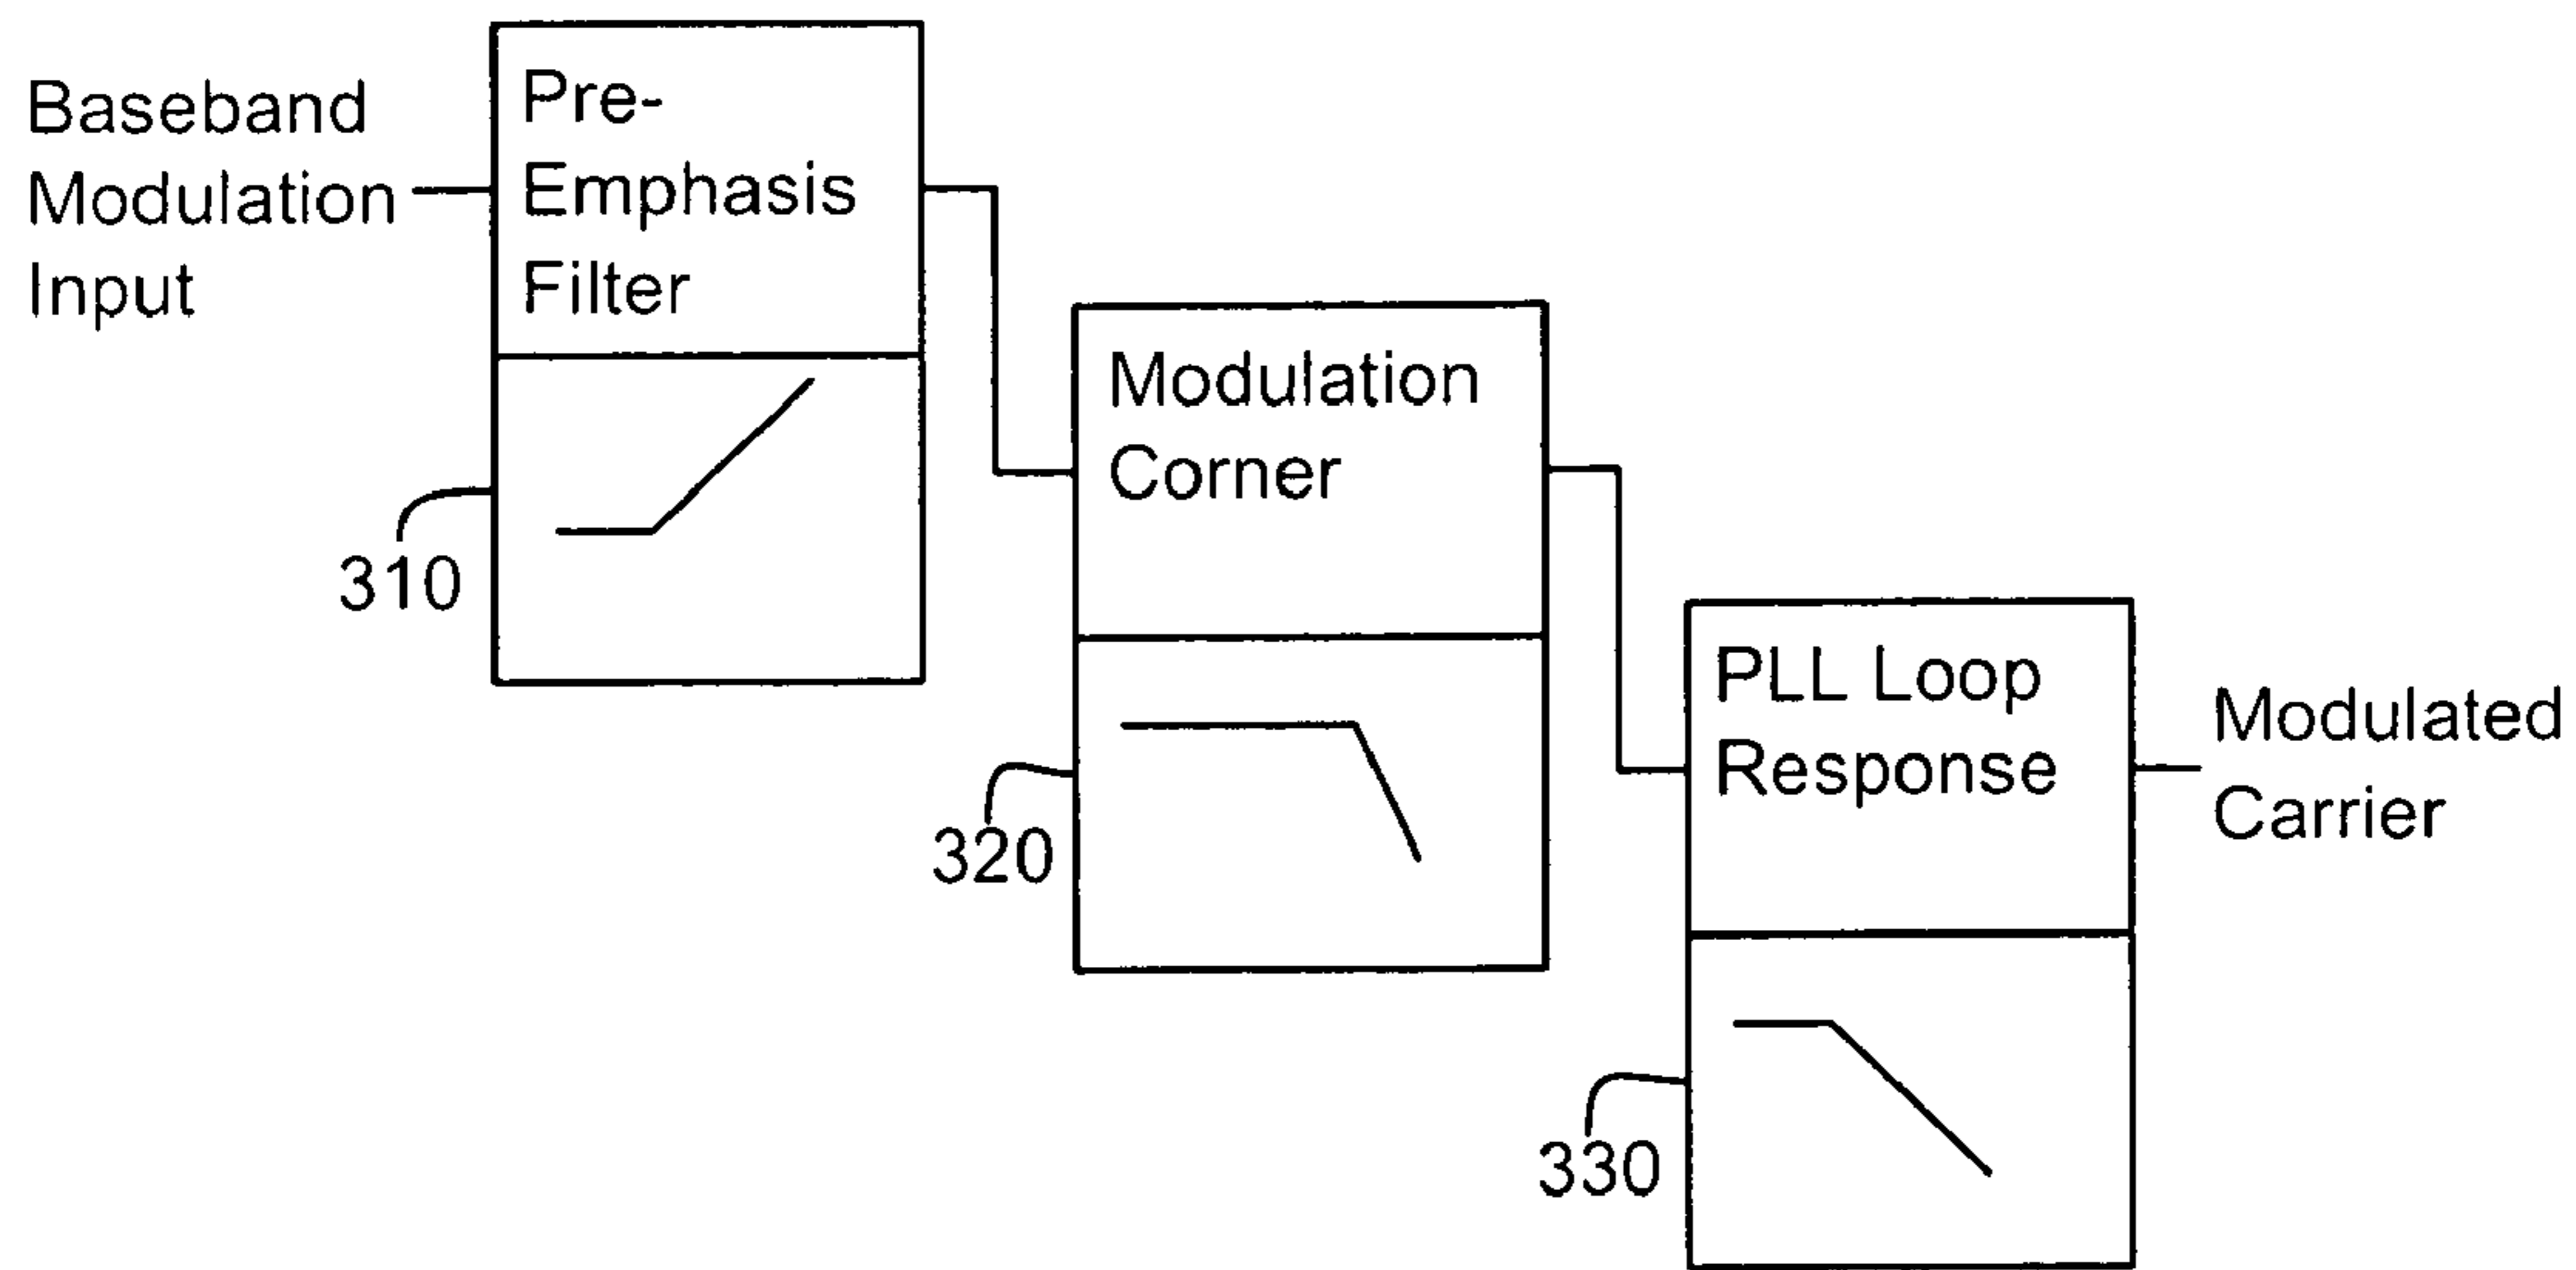 Baseband
Modulation
Input
Pre-
Emphasis
Filter
310
Modulation
Corner
320
PLL Loop
Response
330
Modulated
Carrier